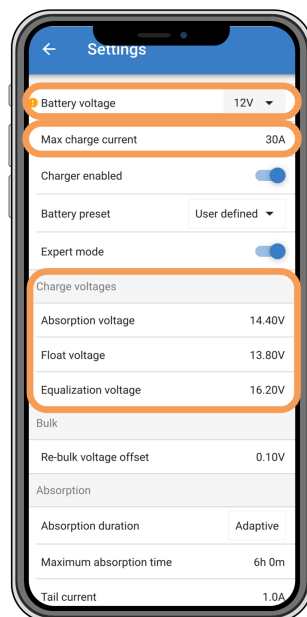 Settings
Battery voltage 12V
Max charge current 30A
Charger enabled
Battery preset User defined
Expert mode
Charge voltages
Absorption voltage 14.40V
Float voltage 13.80V
Equalization voltage 16.20V
Bulk
Re-bulk voltage offset 0.10V
Absorption
Absorption duration Adaptive
Maximum absorption time 6h 0m
Tail current 1.0A